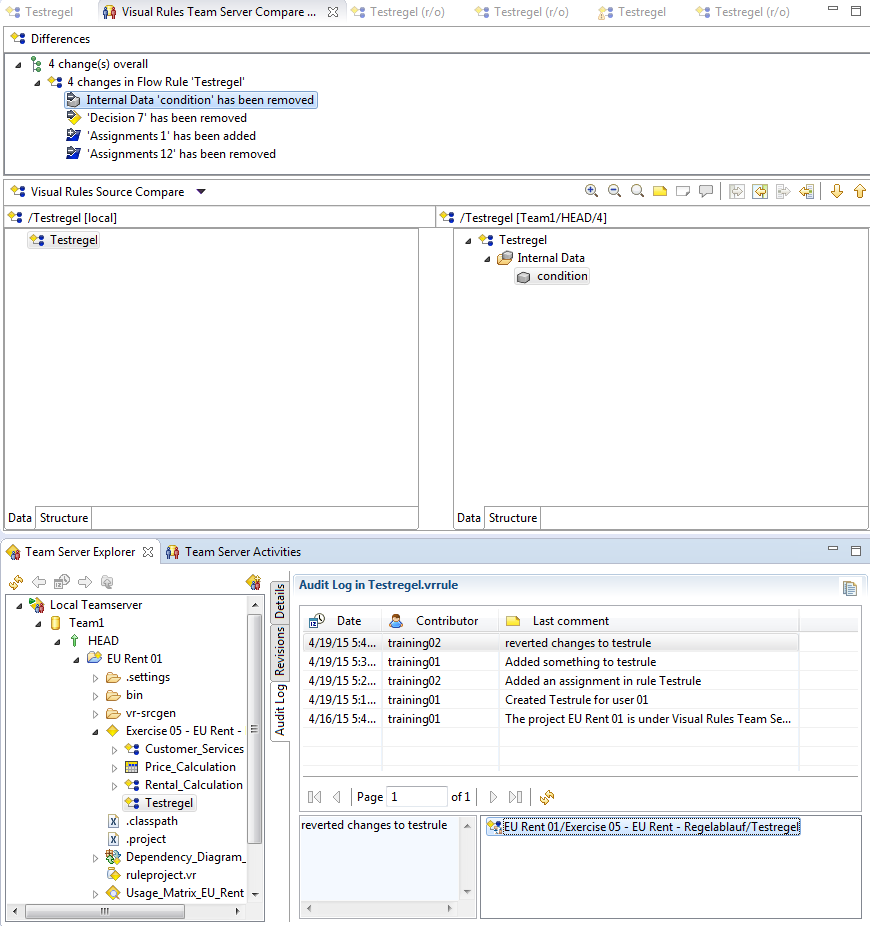 Testregel
Visual Rules Team Server Compare ...
Testregel (r/o)
Testregel (r/o)
Testregel
Testregel (r/o)
Differences
4 change(s) overall
4 changes in Flow Rule 'Testregel'
Internal Data 'condition' has been removed
'Decision 7' has been removed
'Assignments 1' has been added
'Assignments 12' has been removed
Visual Rules Source Compare
/Testregel [local]
/Testregel [Team1/HEAD/4]
Testregel
Testregel
Internal Data
condition
Data
Structure
Data
Structure
Team Server Explorer
Team Server Activities
Local Teamserver
Team1
HEAD
EU Rent 01
.settings
bin
vr-srcgen
Exercise 05 - EU Rent -
Customer_Services
Price_Calculation
Rental_Calculation
Testregel
.classpath
.project
Dependency_Diagram_
ruleproject.vr
Usage_Matrix_EU_Rent
Details
Revisions
Audit Log
Audit Log in Testregel.vrrule
Date Contributor Last comment
4/19/15 5:4... training02 reverted changes to testrule
4/19/15 5:3... training01 Added something to testrule
4/19/15 5:2... training02 Added an assignment in rule Testrule
4/19/15 5:1... training01 Created Testrule for user 01
4/16/15 5:4... training01 The project EU Rent 01 is under Visual Rules Team Se...
Page 1 of 1
reverted changes to testrule
EU Rent 01/Exercise 05 - EU Rent - Regelablauf/Testregel